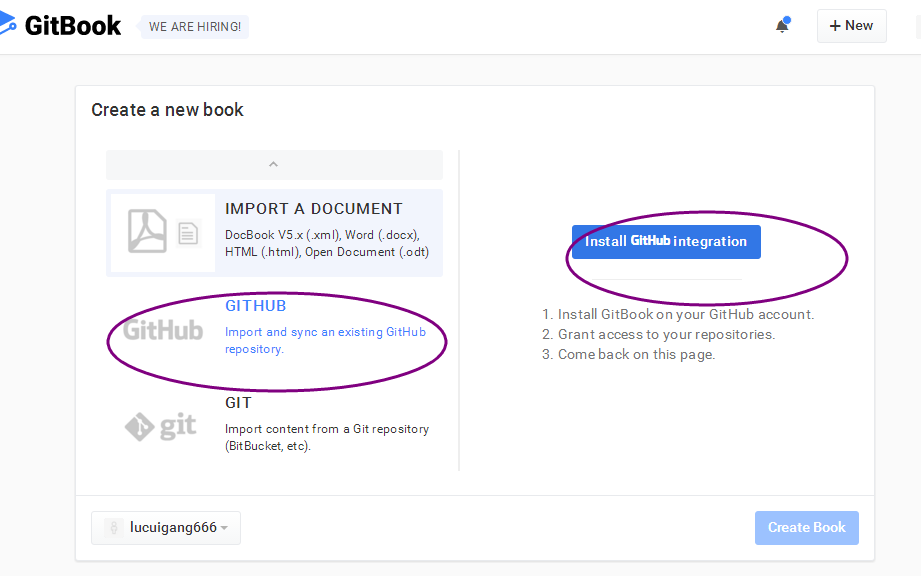 GitBook WE ARE HIRING! + New
Create a new book
IMPORT A DOCUMENT
DocBook V5.x (.xml), Word (.docx),
HTML (.html), Open Document (.odt)
GitHub
GITHUB
Import and sync an existing GitHub
repository.
git
GIT
Import content from a Git repository
(BitBucket, etc).
Install GitHub integration
1. Install GitBook on your GitHub account.
2. Grant access to your repositories.
3. Come back on this page.
lucuigang666
Create Book